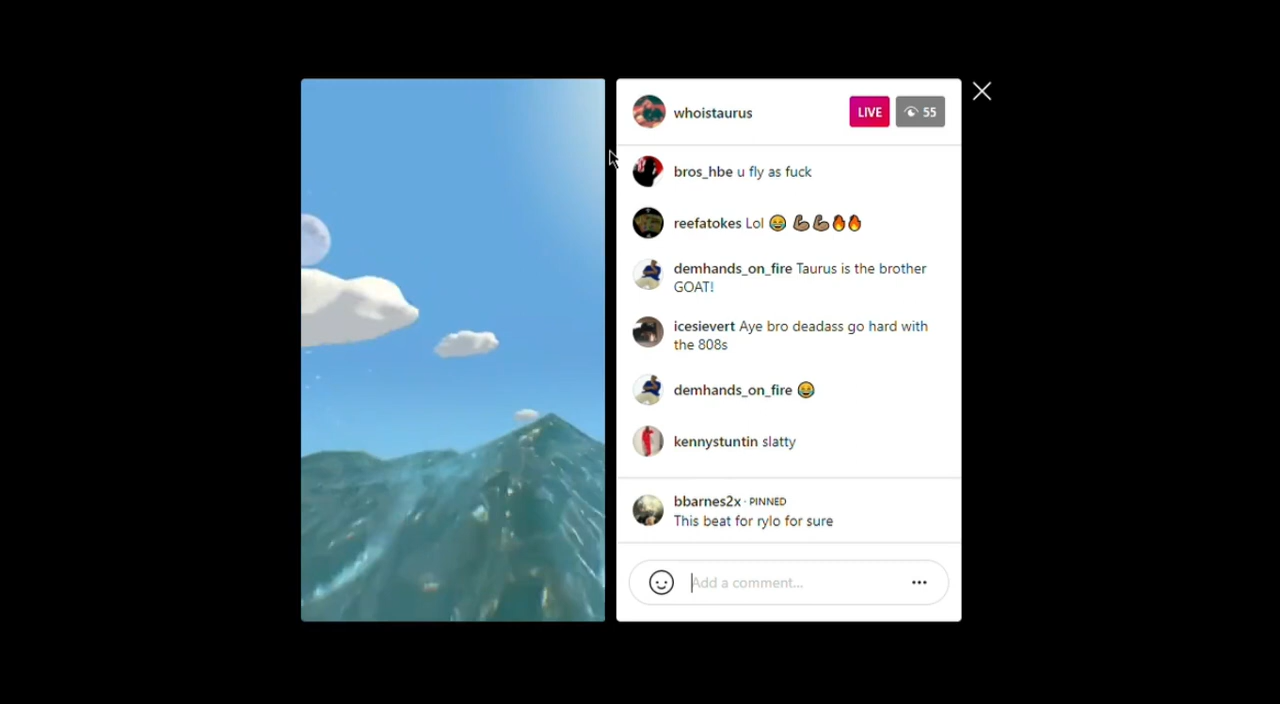 whoistaurus
LIVE
55
bros_hbe u fly as fuck
reefatokes Lol 😂 💪🏽💪🏽🔥🔥
demhands_on_fire Taurus is the brother
GOAT!
icesievert Aye bro deadass go hard with
the 808s
demhands_on_fire 😂
kennystuntin slatty
bbarnes2x · PINNED
This beat for rylo for sure
Add a comment...